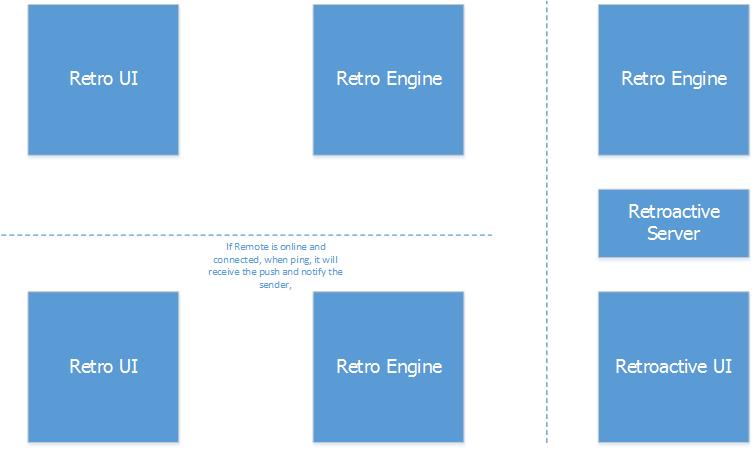 Retro UI
Retro Engine
Retro Engine
Retroactive
Server
If Remote is online and
connected, when ping, it will
receive the push and notify the
sender,
Retro UI
Retro Engine
Retroactive UI